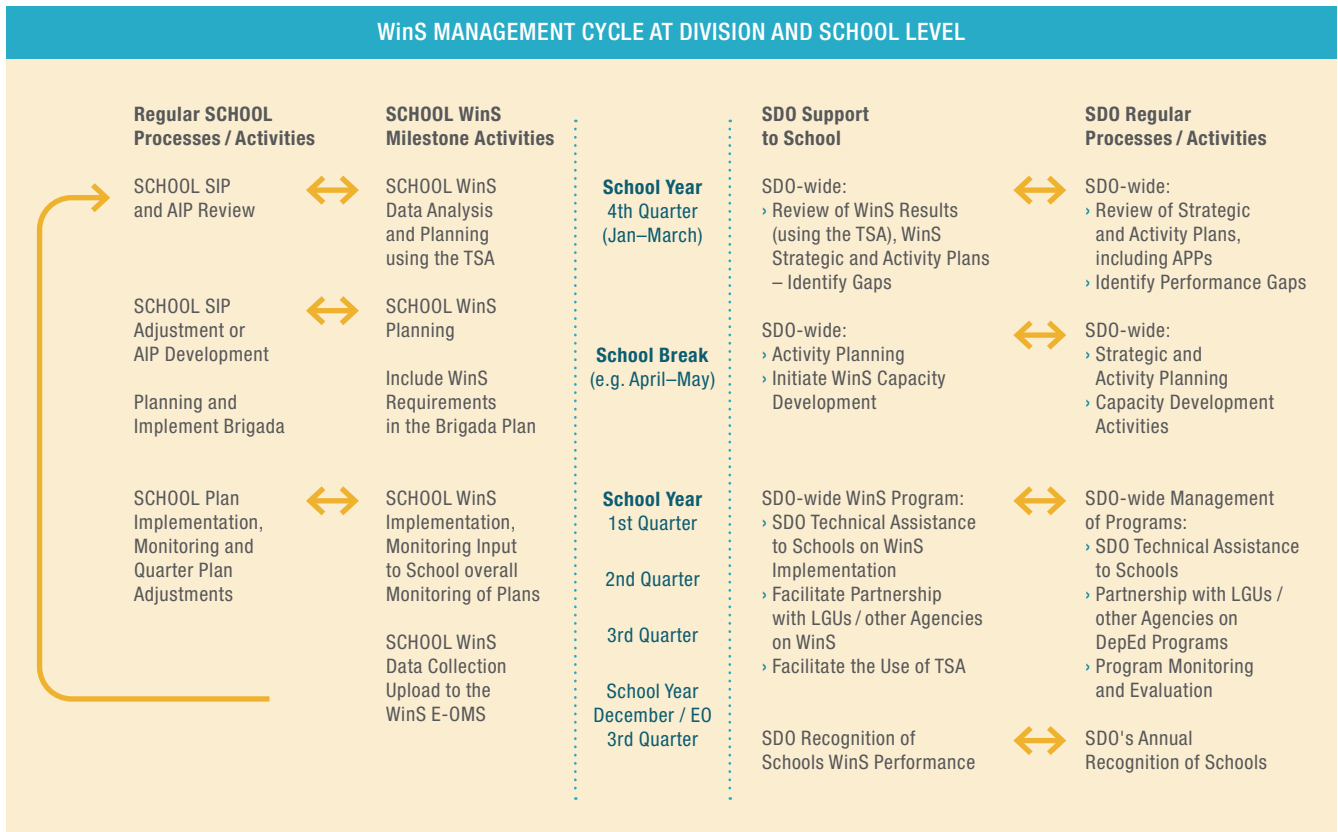 WinS MANAGEMENT CYCLE AT DIVISION AND SCHOOL LEVEL
Regular SCHOOL
Processes / Activities
SCHOOL SIP
and AIP Review
SCHOOL SIP
Adjustment or
AIP Development
Planning and
Implement Brigada
SCHOOL Plan
Implementation,
Monitoring and
Quarter Plan
Adjustments
SCHOOL WinS
Milestone Activities
SCHOOL WinS
Data Analysis
and Planning
using the TSA
SCHOOL WinS
Planning
Include WinS
Requirements
in the Brigada Plan
SCHOOL WinS
Implementation,
Monitoring Input
to School overall
Monitoring of Plans
SCHOOL WinS
Data Collection
Upload to the
WinS E-OMS
School Year
4th Quarter
(Jan–March)
School Break
(e.g. April–May)
School Year
1st Quarter
2nd Quarter
3rd Quarter
School Year
December / EO
3rd Quarter
SDO Support
to School
SDO-wide:
› Review of WinS Results
(using the TSA), WinS
Strategic and Activity Plans
– Identify Gaps
SDO-wide:
› Activity Planning
› Initiate WinS Capacity
Development
SDO-wide WinS Program:
› SDO Technical Assistance
to Schools on WinS
Implementation
› Facilitate Partnership
with LGUs / other Agencies
on WinS
› Facilitate the Use of TSA
SDO Recognition of
Schools WinS Performance
SDO Regular
Processes / Activities
SDO-wide:
› Review of Strategic
and Activity Plans,
including APPs
› Identify Performance Gaps
SDO-wide:
› Strategic and
Activity Planning
› Capacity Development
Activities
SDO-wide Management
of Programs:
› SDO Technical Assistance
to Schools
› Partnership with LGUs /
other Agencies on
DepEd Programs
› Program Monitoring
and Evaluation
SDO's Annual
Recognition of Schools